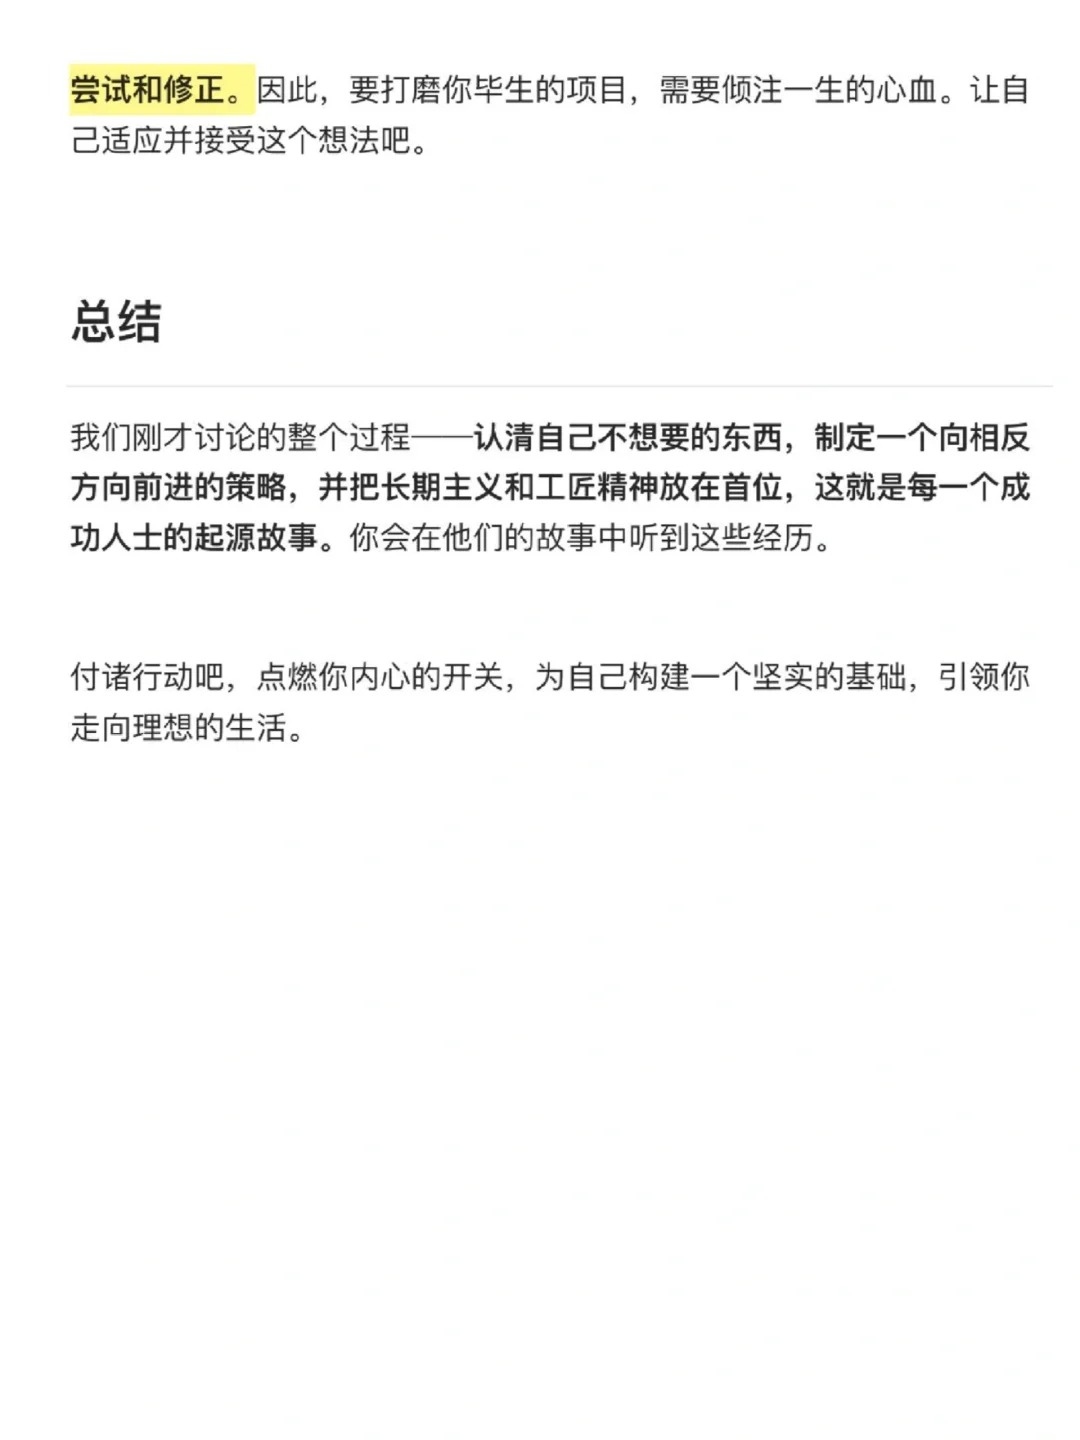 尝试和修正。因此，要打磨你毕生的项目，需要倾注一生的心血。让自
己适应并接受这个想法吧。
总结
我们刚才讨论的整个过程——认清自己不想要的东西，制定一个向相反
方向前进的策略，并把长期主义和工匠精神放在首位，这就是每一个成
功人士的起源故事。你会在他们的故事中听到这些经历。
付诸行动吧，点燃你内心的开关，为自己构建一个坚实的基础，引领你
走向理想的生活。